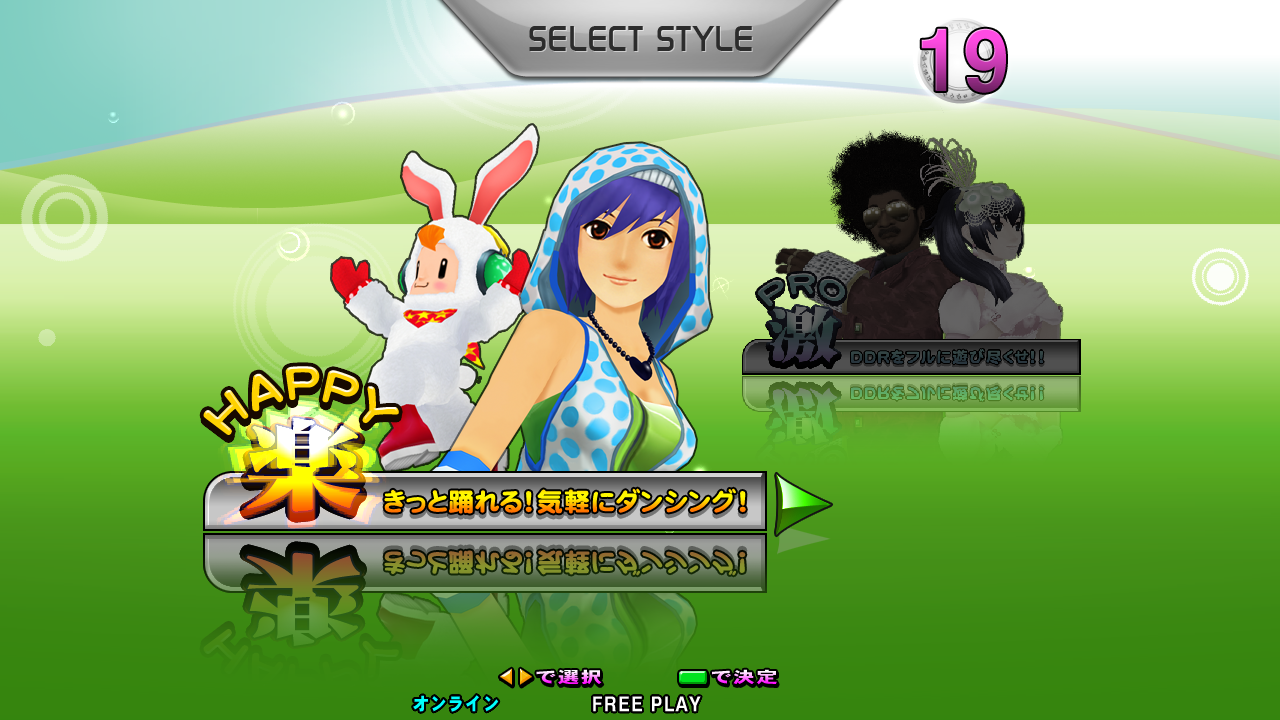 SELECT STYLE
19
PRO
激 DDRをフルに遊び尽くせ!!
HAPPY
楽 きっと踊れる!気軽にダンシング!
で選択 で決定
オンライン FREE PLAY